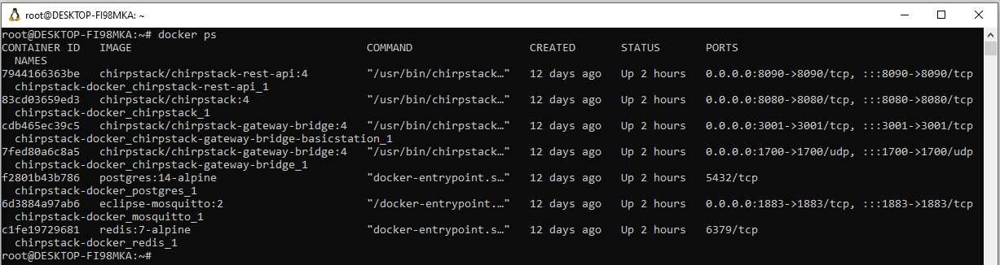 root@DESKTOP-FI98MKA: ~
root@DESKTOP-FI98MKA:~# docker ps
CONTAINER ID   IMAGE                                    COMMAND                  CREATED       STATUS       PORTS
  NAMES
7944166363be   chirpstack/chirpstack-rest-api:4         "/usr/bin/chirpstack…"   12 days ago   Up 2 hours   0.0.0.0:8090->8090/tcp, :::8090->8090/tcp
  chirpstack-docker_chirpstack-rest-api_1
83cd03659ed3   chirpstack/chirpstack:4                  "/usr/bin/chirpstack…"   12 days ago   Up 2 hours   0.0.0.0:8080->8080/tcp, :::8080->8080/tcp
  chirpstack-docker_chirpstack_1
cdb465ec39c5   chirpstack/chirpstack-gateway-bridge:4   "/usr/bin/chirpstack…"   12 days ago   Up 2 hours   0.0.0.0:3001->3001/tcp, :::3001->3001/tcp
  chirpstack-docker_chirpstack-gateway-bridge-basicstation_1
7fed80a6c8a5   chirpstack/chirpstack-gateway-bridge:4   "/usr/bin/chirpstack…"   12 days ago   Up 2 hours   0.0.0.0:1700->1700/udp, :::1700->1700/udp
  chirpstack-docker_chirpstack-gateway-bridge_1
f2801b43b786   postgres:14-alpine                       "docker-entrypoint.s…"   12 days ago   Up 2 hours   5432/tcp
  chirpstack-docker_postgres_1
6d3884a97ab6   eclipse-mosquitto:2                      "/docker-entrypoint.…"   12 days ago   Up 2 hours   0.0.0.0:1883->1883/tcp, :::1883->1883/tcp
  chirpstack-docker_mosquitto_1
c1fe19729681   redis:7-alpine                           "docker-entrypoint.s…"   12 days ago   Up 2 hours   6379/tcp
  chirpstack-docker_redis_1
root@DESKTOP-FI98MKA:~#